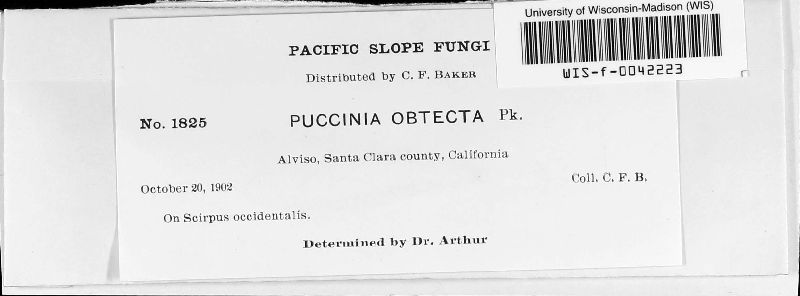 University of Wisconsin-Madison (WIS)
WIS-f-0042223
PACIFIC SLOPE FUNGI
Distributed by C. F. BAKER
No. 1825 PUCCINIA OBTECTA Pk.
Alviso, Santa Clara county, California
October 20, 1902 Coll. C. F. B.
On Scirpus occidentalis.
Determined by Dr. Arthur